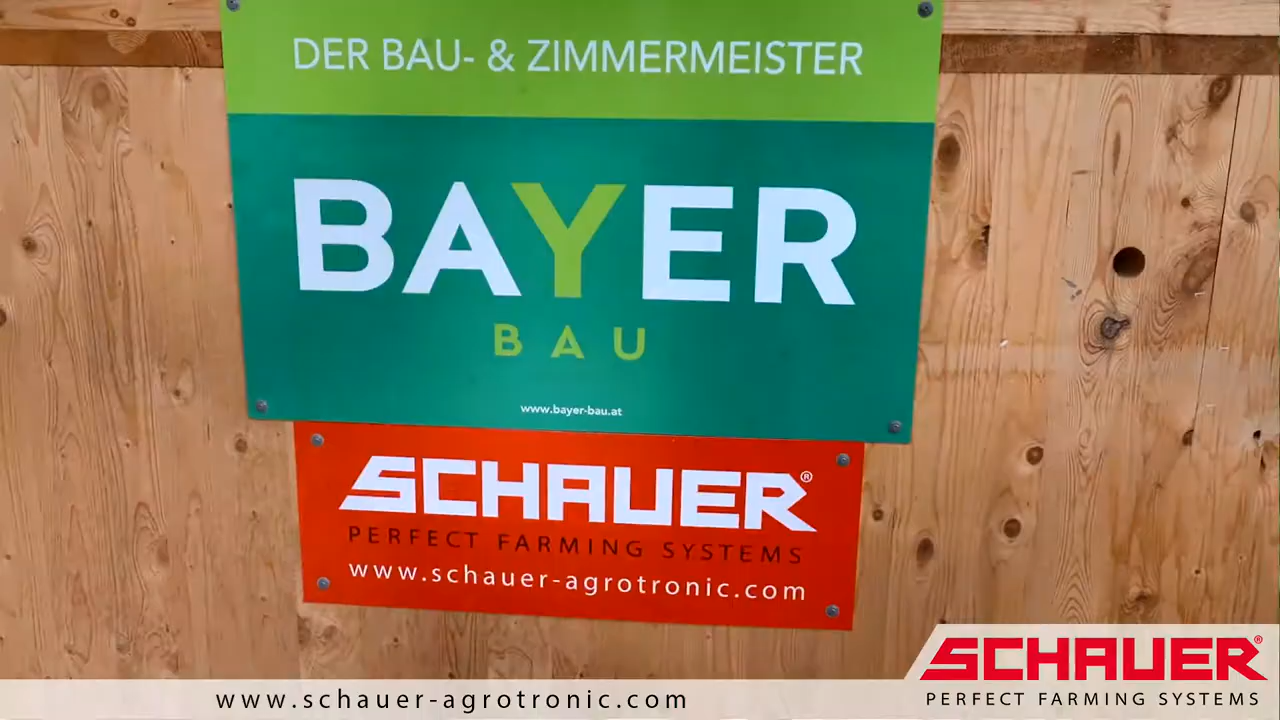 DER BAU- & ZIMMERMEISTER
BAYER
BAU
www.bayer-bau.at
SCHAUER®
PERFECT FARMING SYSTEMS
www.schauer-agrotronic.com
SCHAUER®
www.schauer-agrotronic.com
PERFECT FARMING SYSTEMS